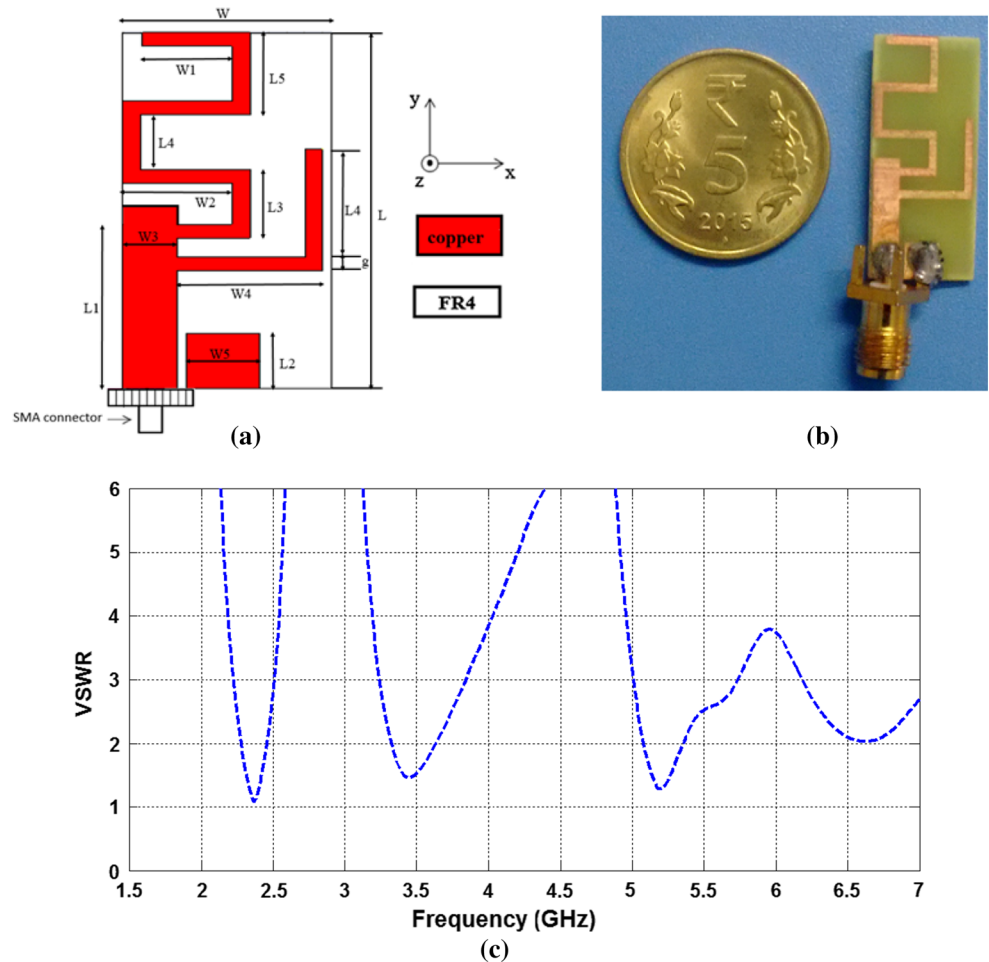 W
W1
L5
L4
W2
L3
L4
L
W3
g
W4
L1
W5
L2
SMA connector
(a)
y
x
z
copper
FR4
₹
5
2015
(b)
6
5
4
3
2
1
0
VSWR
1.5 2 2.5 3 3.5 4 4.5 5 5.5 6 6.5 7
Frequency (GHz)
(c)